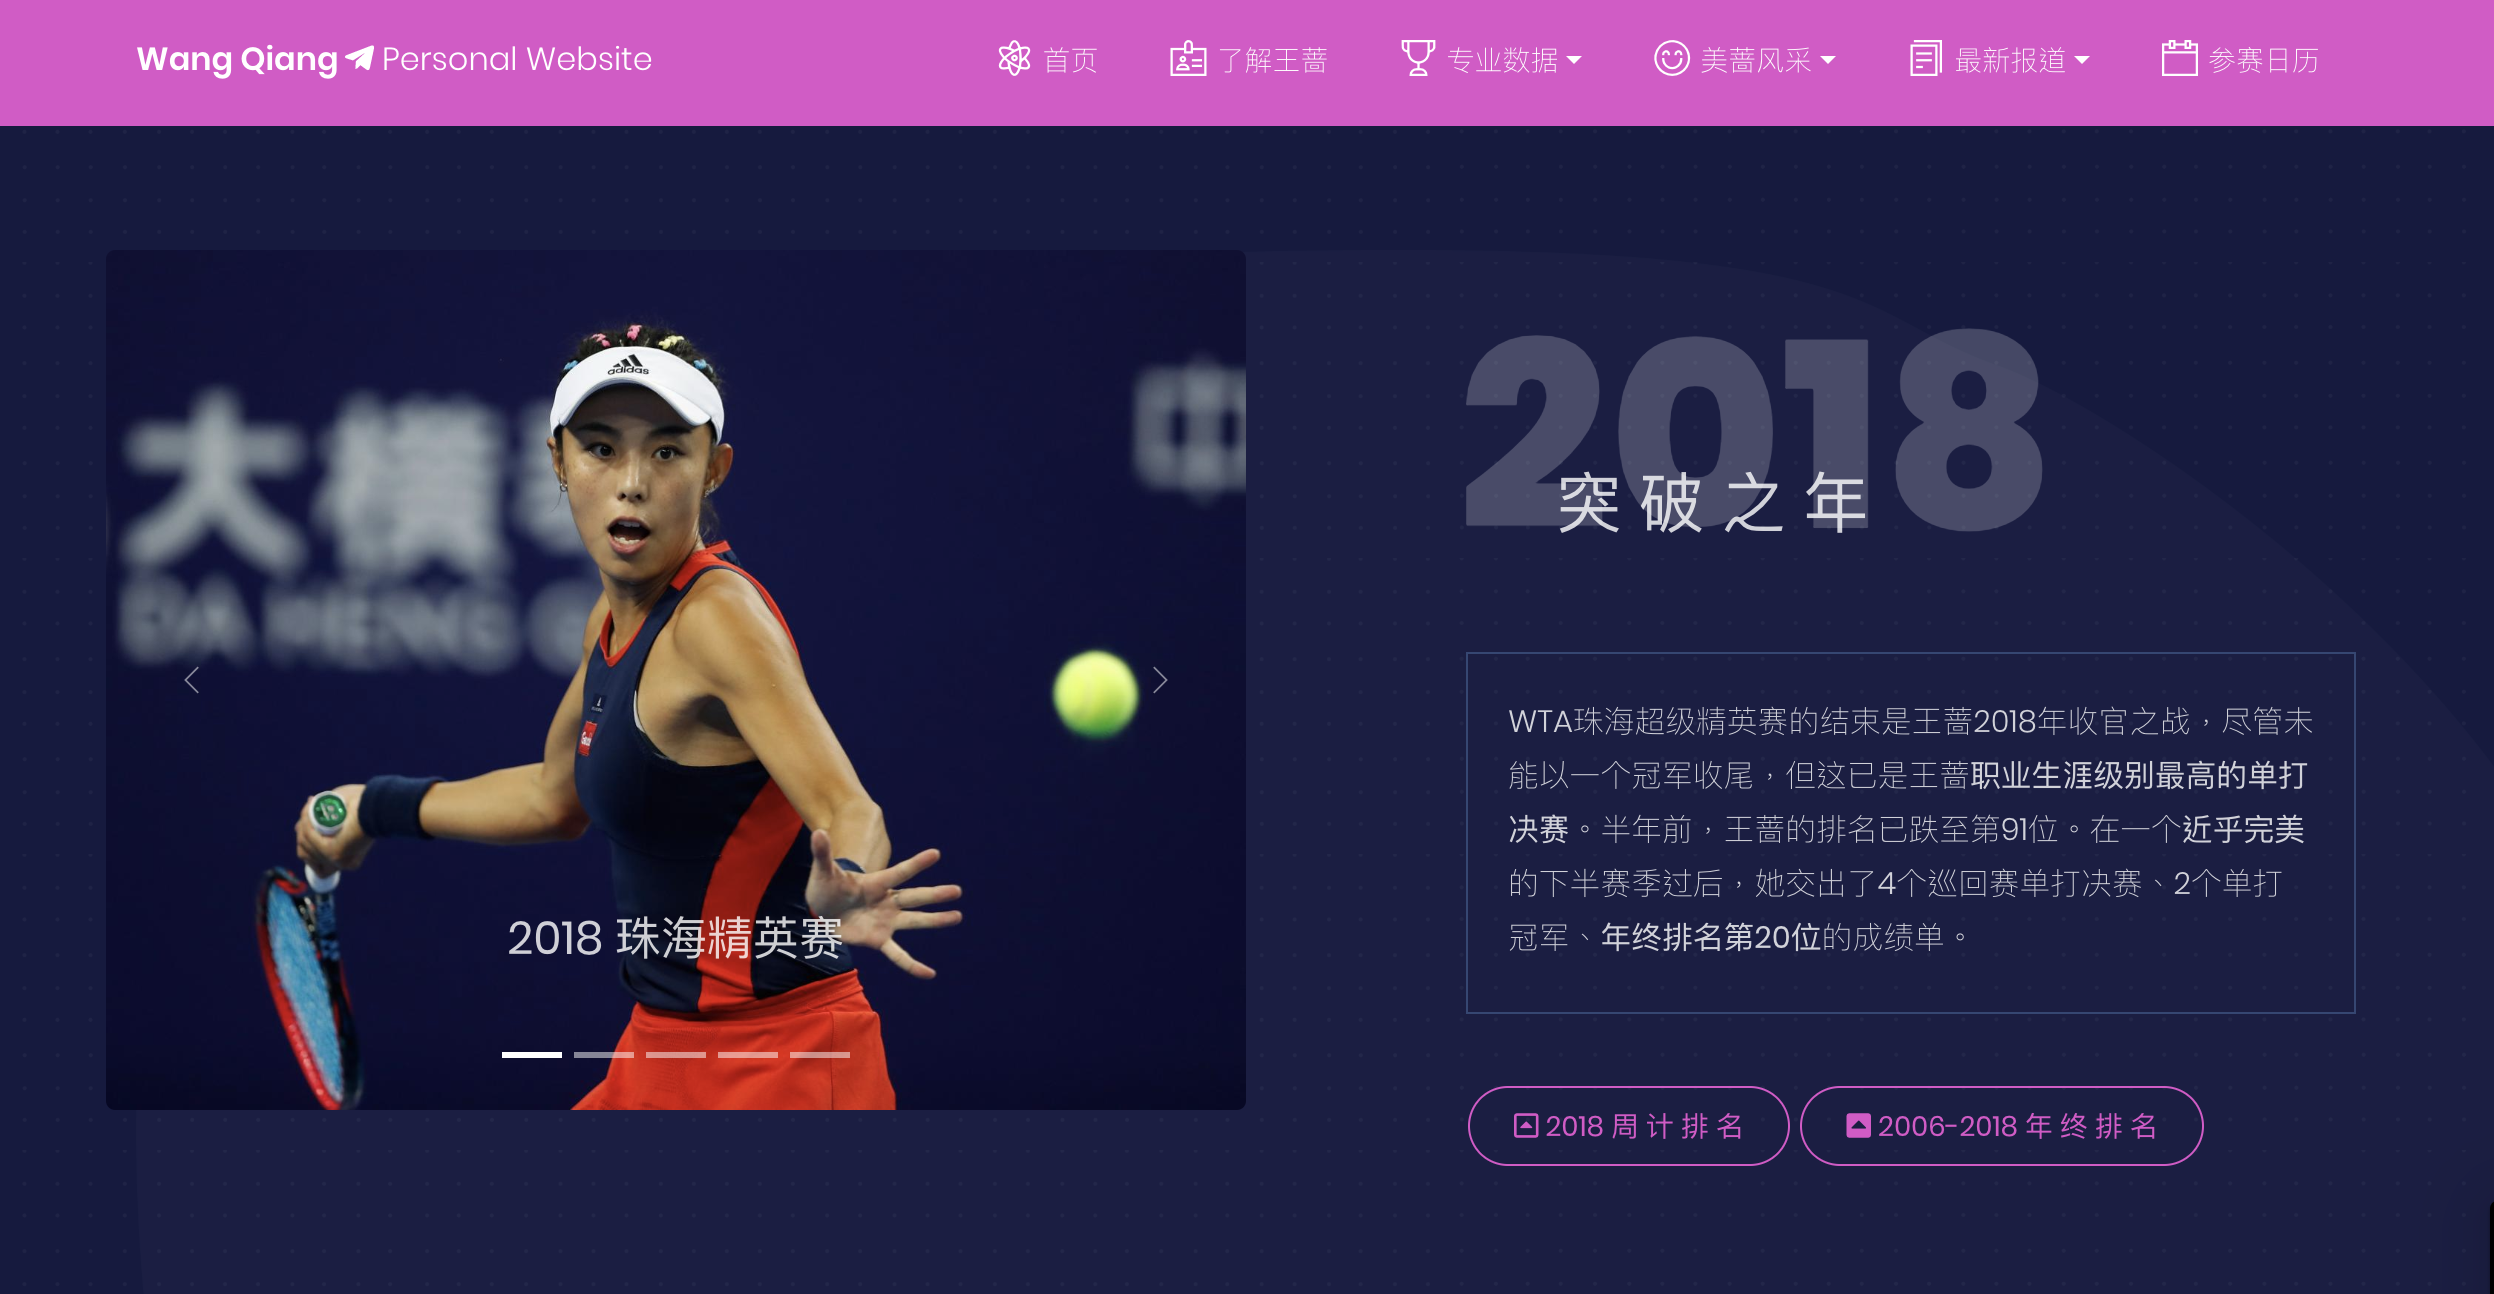 Wang Qiang Personal Website
首页
了解王蔷
专业数据
美蔷风采
最新报道
参赛日历
adidas
大横琴
DA HENG
中
2018 珠海精英赛
2018
突破之年
WTA珠海超级精英赛的结束是王蔷2018年收官之战，尽管未
能以一个冠军收尾，但这已是王蔷职业生涯级别最高的单打
决赛。半年前，王蔷的排名已跌至第91位。在一个近乎完美
的下半赛季过后，她交出了4个巡回赛单打决赛、2个单打
冠军、年终排名第20位的成绩单。
2018 周计排名
2006-2018 年终排名